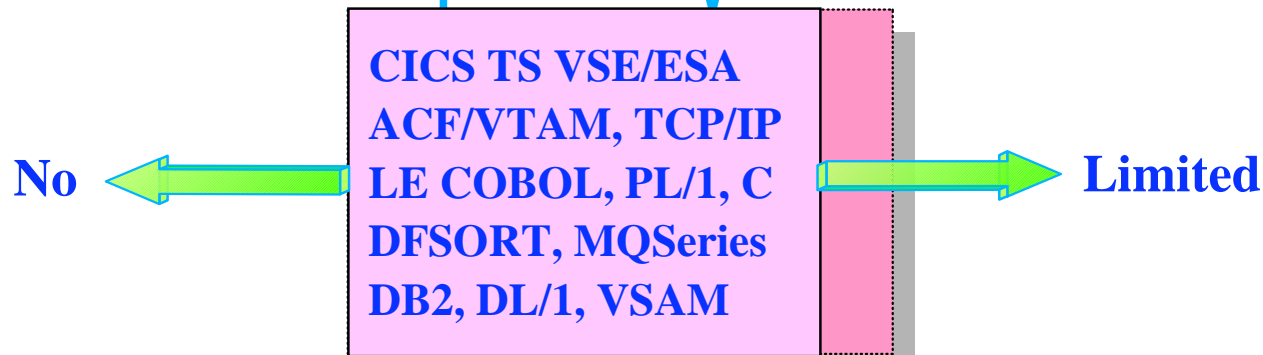 CICS TS VSE/ESA
ACF/VTAM, TCP/IP
No
LE COBOL, PL/1, C
Limited
DFSORT, MQSeries
DB2, DL/1, VSAM